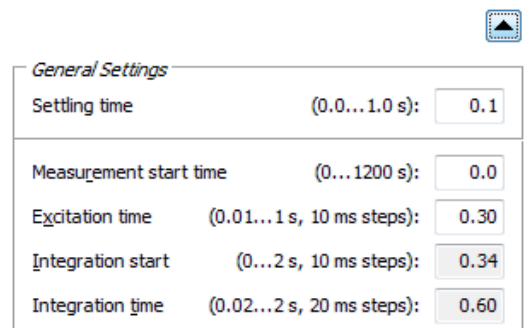 General Settings
Settling time (0.0...1.0 s): 0.1
Measurement start time (0...1200 s): 0.0
Excitation time (0.01...1 s, 10 ms steps): 0.30
Integration start (0...2 s, 10 ms steps): 0.34
Integration time (0.02...2 s, 20 ms steps): 0.60